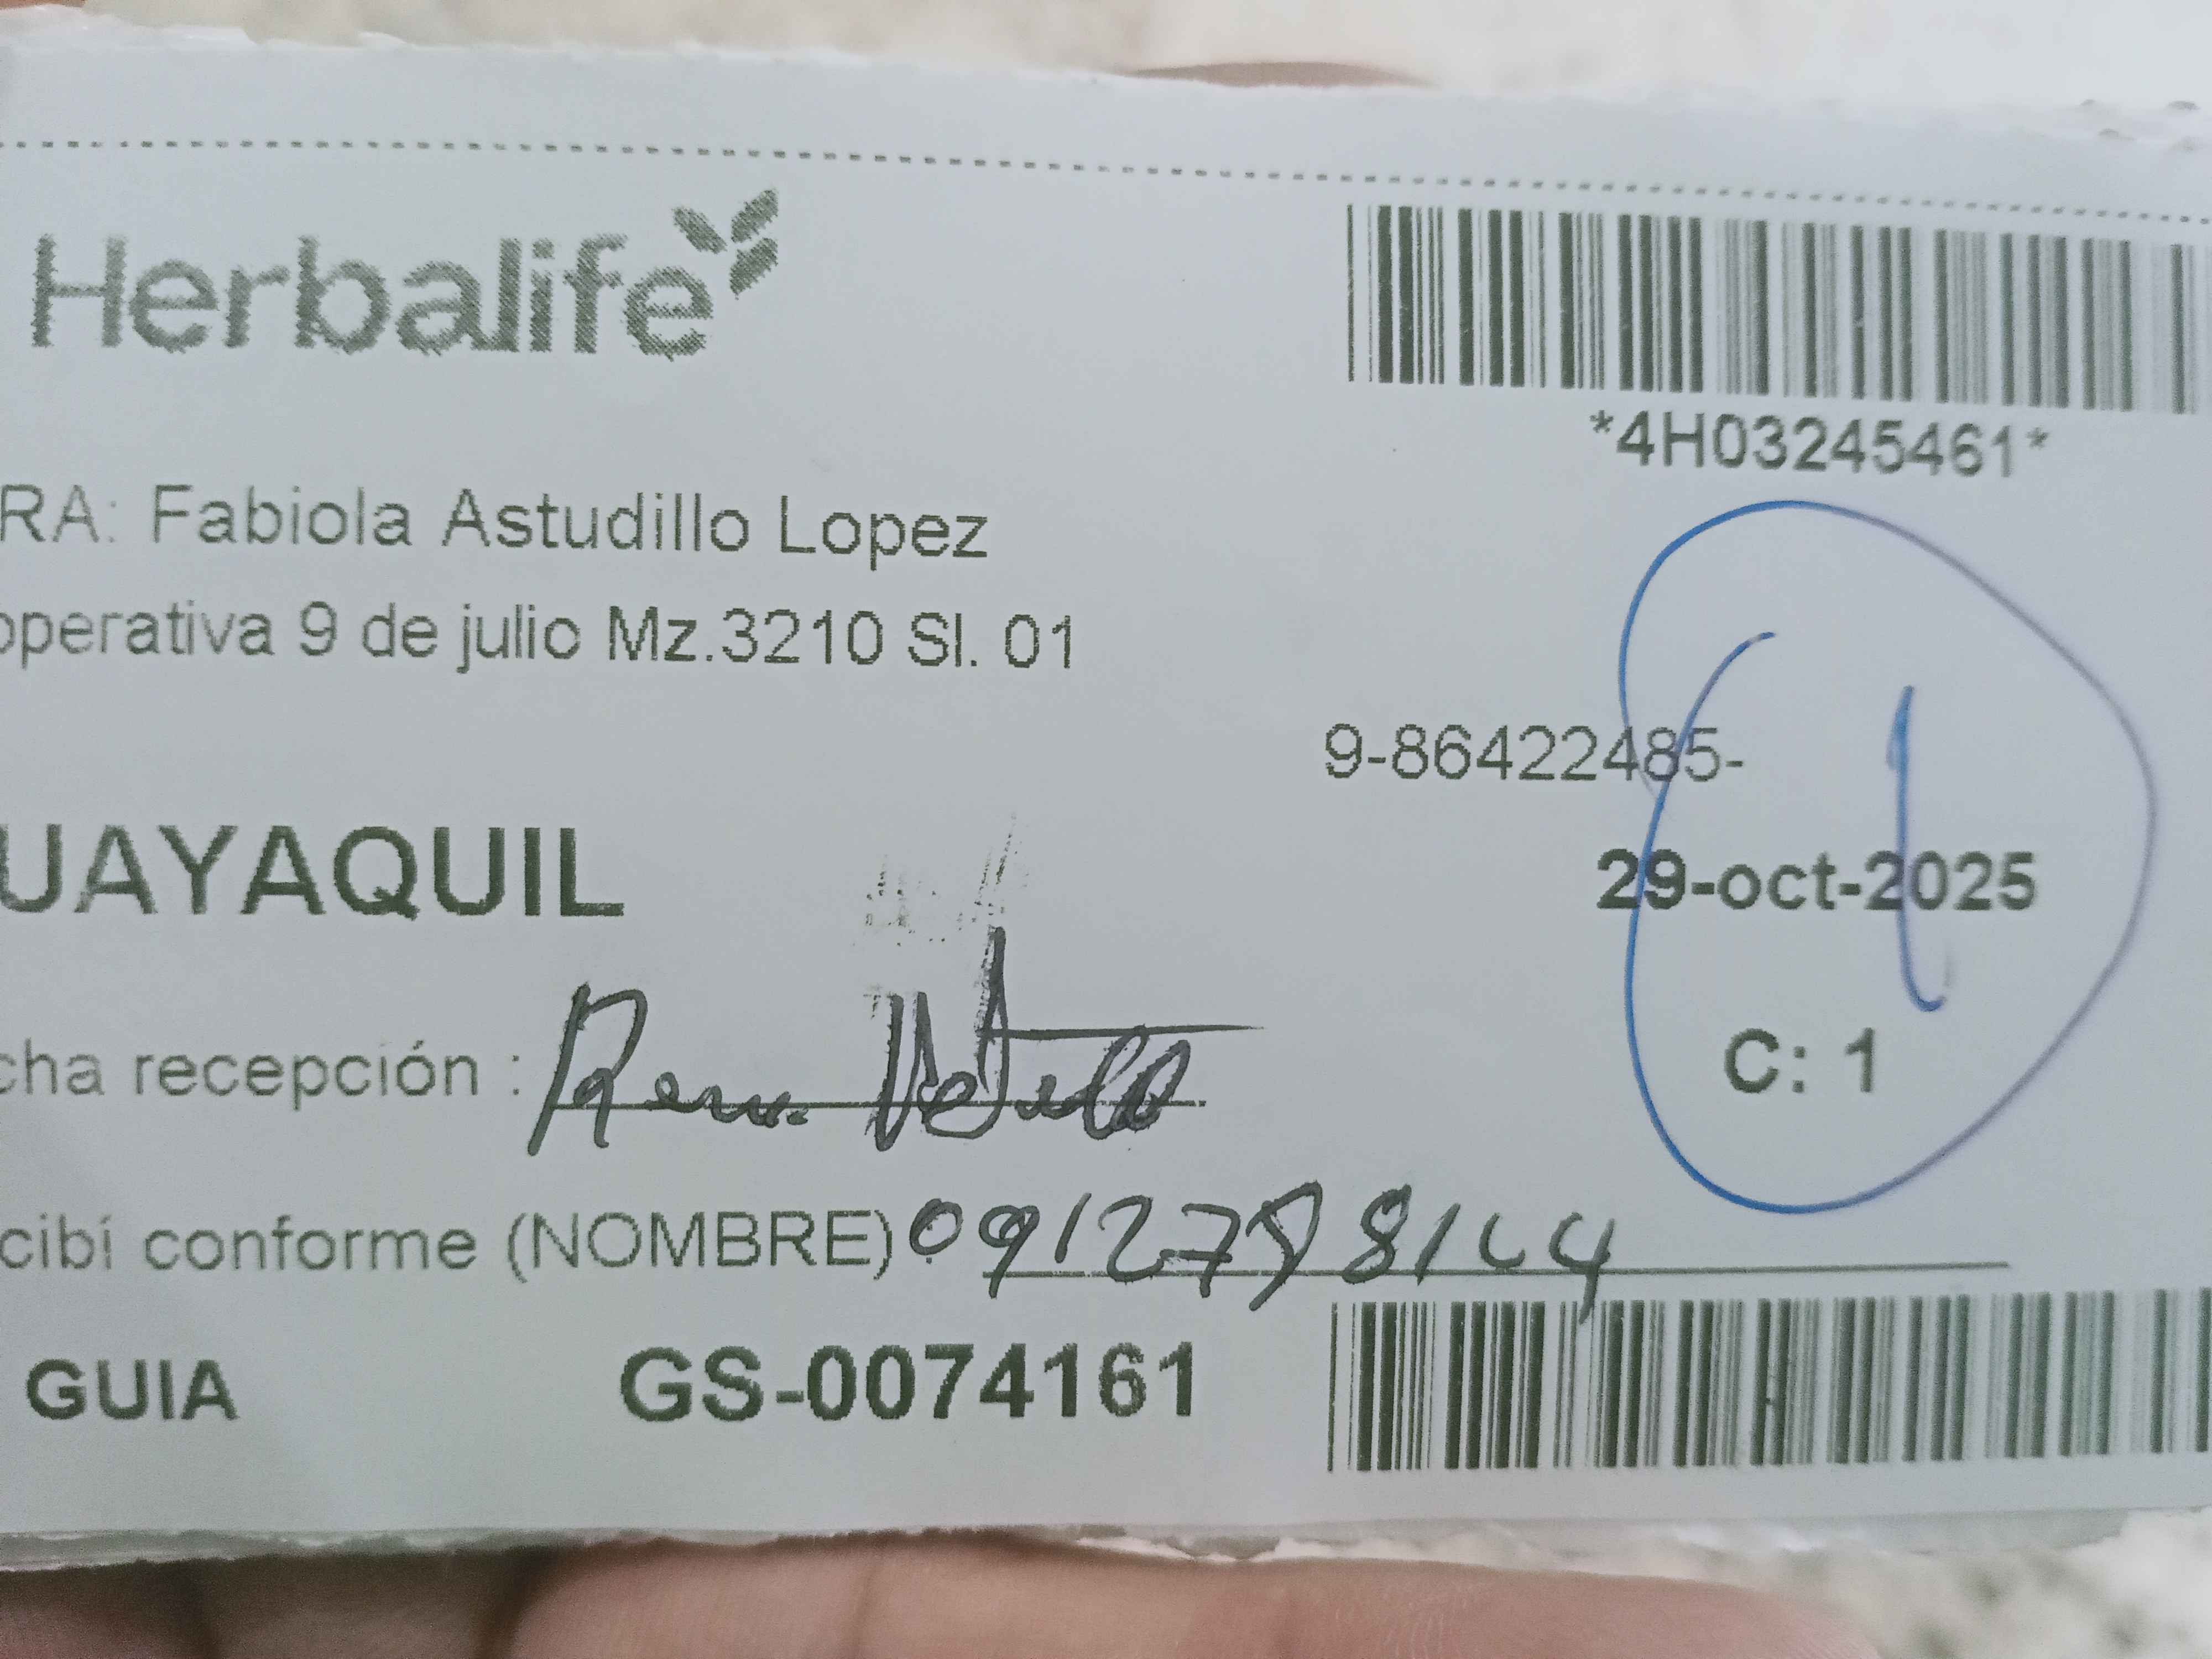 Herbalife
*4H03245461*
RA: Fabiola Astudillo Lopez
operativa 9 de julio Mz.3210 Sl. 01
9-86422485-
UAYAQUIL
29-oct-2025
cha recepción :
C: 1
1
cibí conforme (NOMBRE)
GUIA GS-0074161